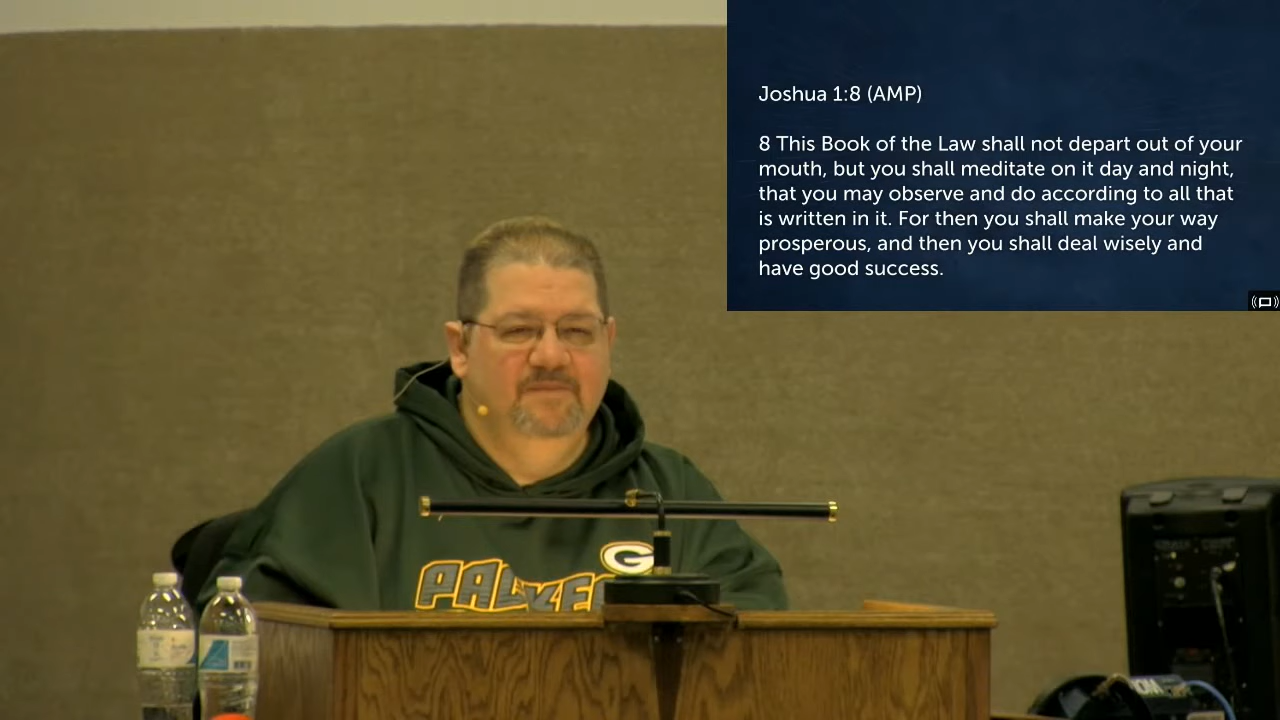 Joshua 1:8 (AMP)
8 This Book of the Law shall not depart out of your
mouth, but you shall meditate on it day and night,
that you may observe and do according to all that
is written in it. For then you shall make your way
prosperous, and then you shall deal wisely and
have good success.
G
PACKE